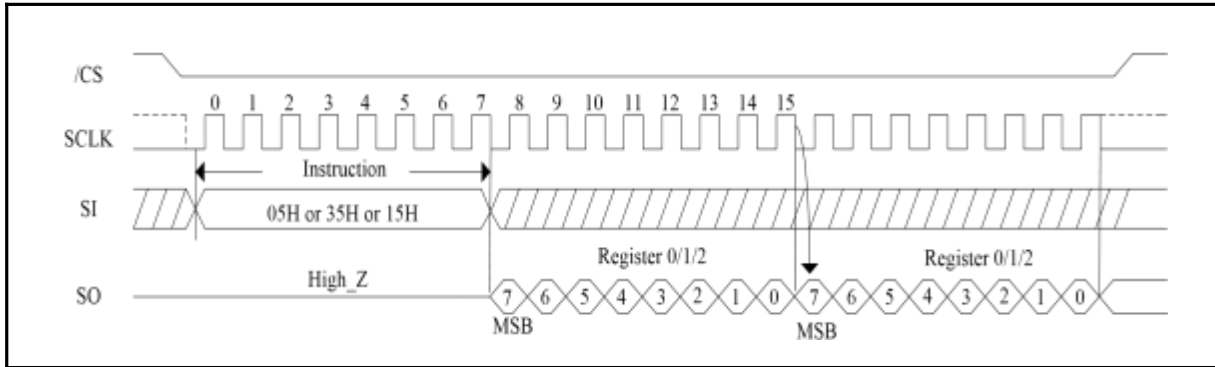 /CS
0 1 2 3 4 5 6 7 8 9 10 11 12 13 14 15
SCLK
Instruction
SI
05H or 35H or 15H
Register 0/1/2 Register 0/1/2
High_Z
SO
7 6 5 4 3 2 1 0 7 6 5 4 3 2 1 0
MSB MSB